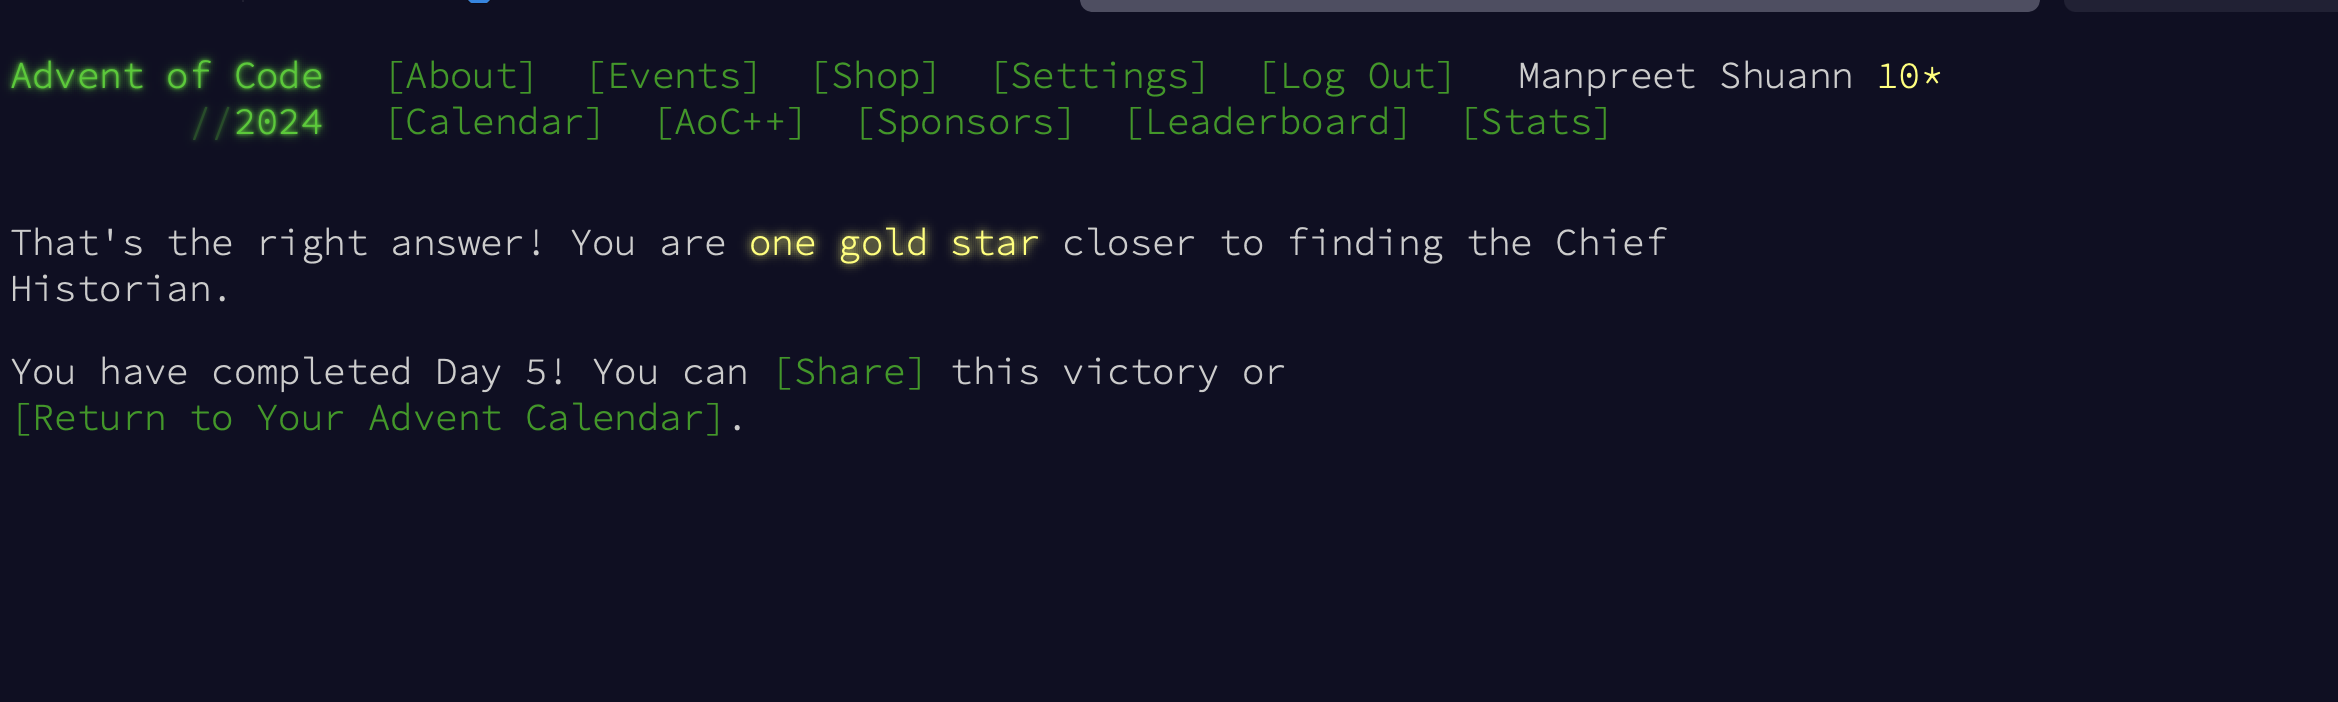 Advent of Code [About] [Events] [Shop] [Settings] [Log Out] Manpreet Shuann 10*
//2024 [Calendar] [AoC++] [Sponsors] [Leaderboard] [Stats]
That's the right answer! You are one gold star closer to finding the Chief
Historian.
You have completed Day 5! You can [Share] this victory or
[Return to Your Advent Calendar].